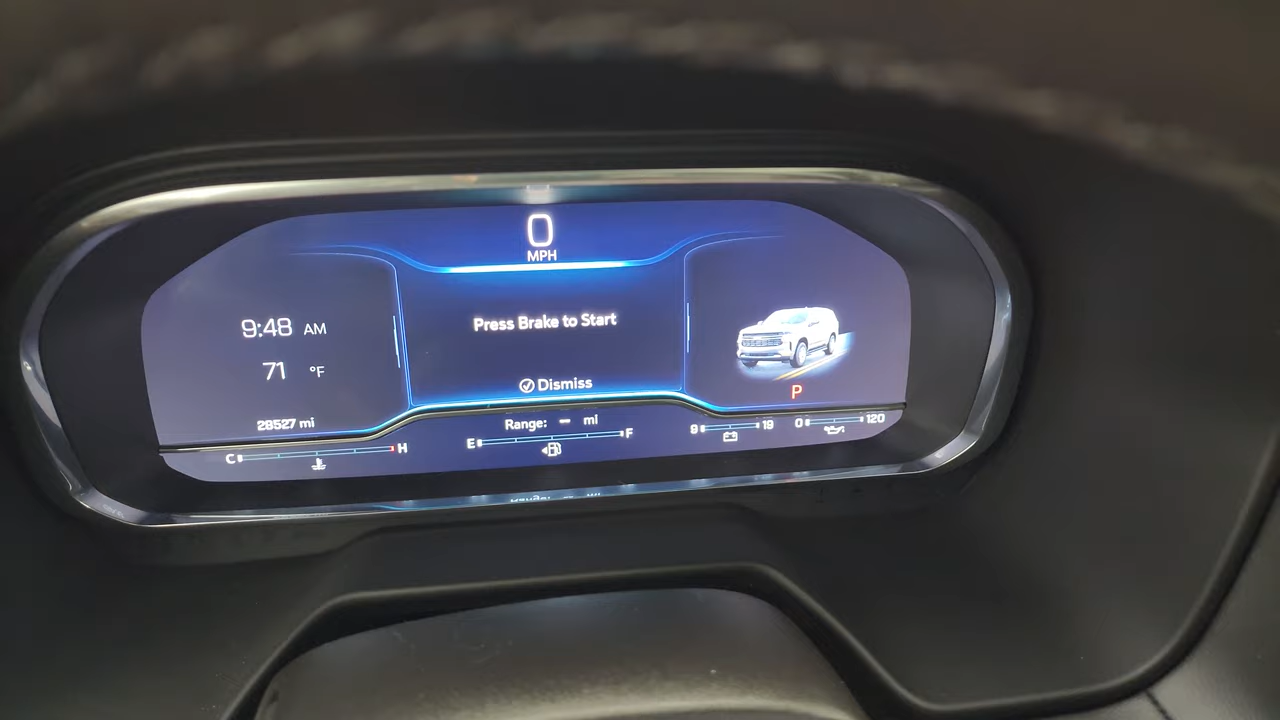 0
MPH
9:48 AM
71 °F
Press Brake to Start
Dismiss
P
28527 mi
Range: – mi
C H
E F
9 19
0 120